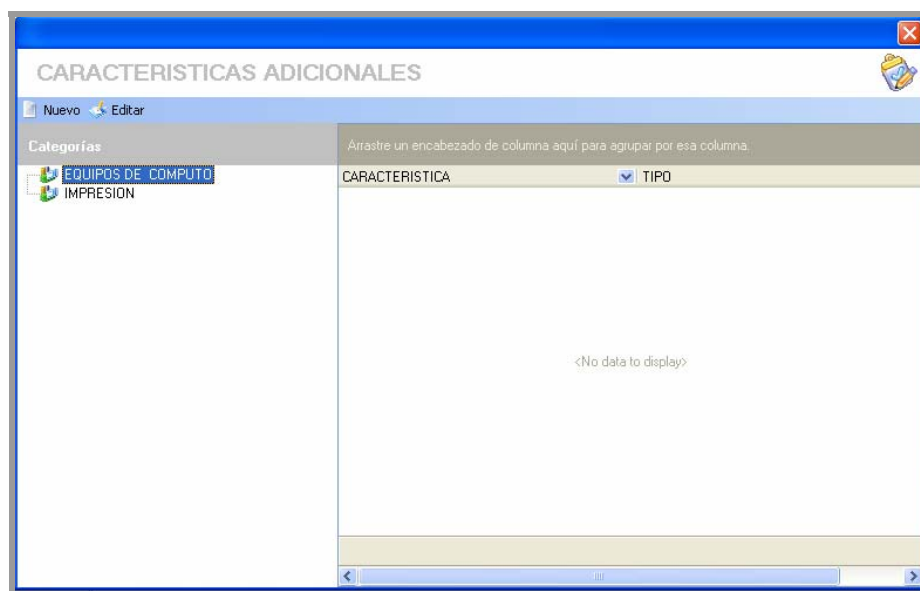 CARACTERISTICAS ADICIONALES
Nuevo Editar
Categorías
Arrastre un encabezado de columna aquí para agrupar por esa columna.
EQUIPOS DE COMPUTO
IMPRESION
CARACTERISTICA TIPO
<No data to display>